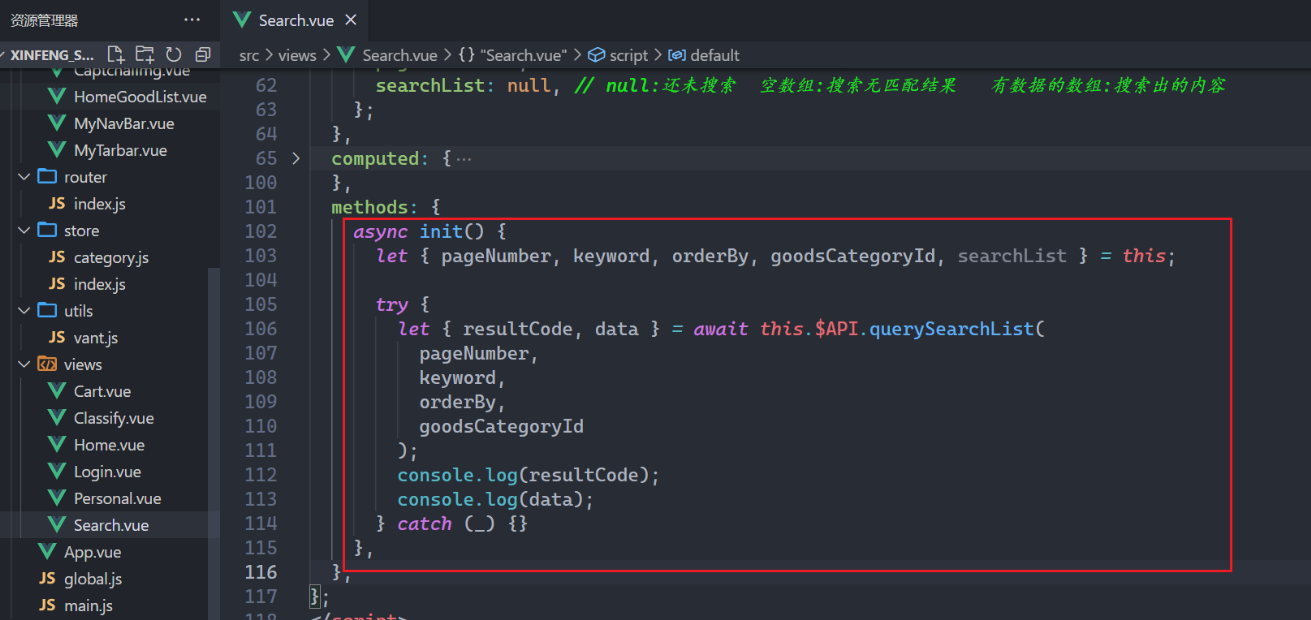 资源管理器 ···
Search.vue ×
XINFENG_S...
src > views > Search.vue > {} "Search.vue" > script > default
CaptchaImg.vue
HomeGoodList.vue
MyNavBar.vue
MyTarbar.vue
router
index.js
store
category.js
index.js
utils
vant.js
views
Cart.vue
Classify.vue
Home.vue
Login.vue
Personal.vue
Search.vue
App.vue
global.js
main.js
62 searchList: null, // null:还未搜索 空数组:搜索无匹配结果 有数据的数组:搜索出的内容
63 };
64 },
65 computed: { ···
100 },
101 methods: {
102 async init() {
103 let { pageNumber, keyword, orderBy, goodsCategoryId, searchList } = this;
104
105 try {
106 let { resultCode, data } = await this.$API.querySearchList(
107 pageNumber,
108 keyword,
109 orderBy,
110 goodsCategoryId
111 );
112 console.log(resultCode);
113 console.log(data);
114 } catch (_) {}
115 },
116 },
117 };
118 </script>